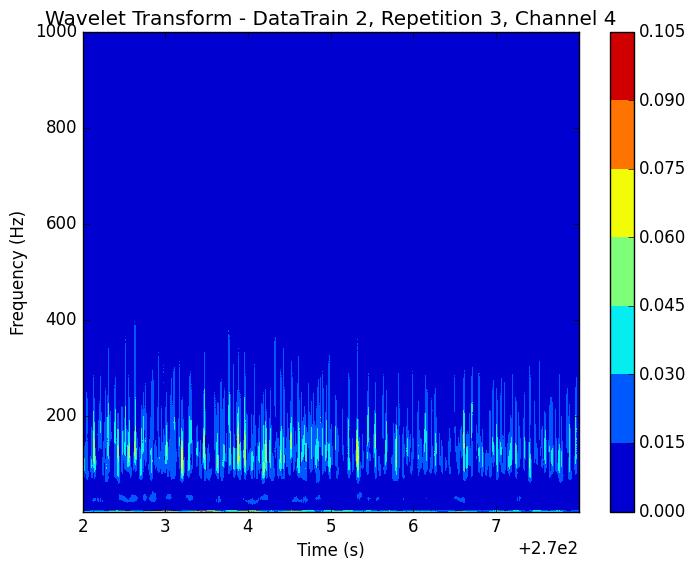 Wavelet Transform - DataTrain 2, Repetition 3, Channel 4
1000
800
600
400
200
Frequency (Hz)
2 3 4 5 6 7
Time (s)
+2.7e2
0.105
0.090
0.075
0.060
0.045
0.030
0.015
0.000